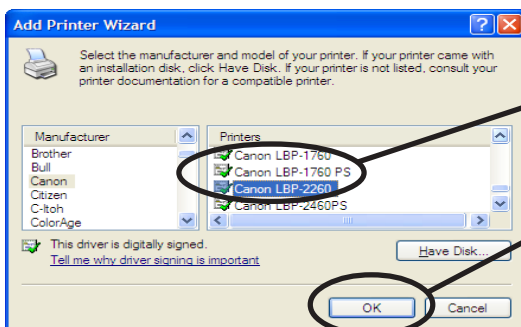 Add Printer Wizard
Select the manufacturer and model of your printer. If your printer came with
an installation disk, click Have Disk. If your printer is not listed, consult your
printer documentation for a compatible printer.
Manufacturer
Brother
Bull
Canon
Citizen
C-Itoh
ColorAge
Printers
Canon LBP-1760
Canon LBP-1760 PS
Canon LBP-2260
Canon LBP-2460PS
This driver is digitally signed.
Tell me why driver signing is important
Have Disk...
OK
Cancel